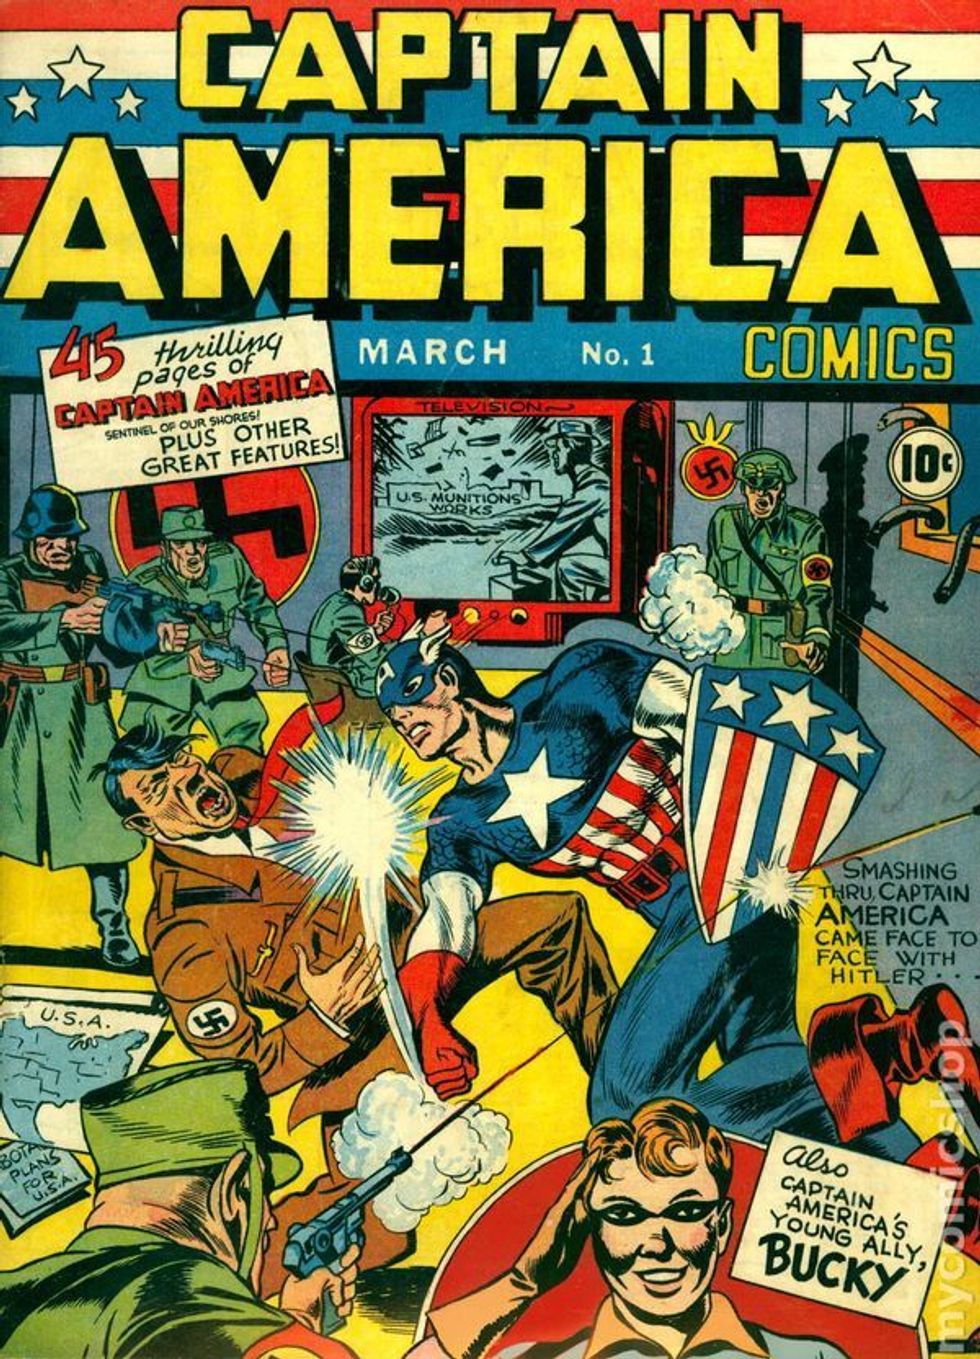 CAPTAIN
AMERICA
COMICS
MARCH No. 1
45 thrilling
pages of
CAPTAIN AMERICA
SENTINEL OF OUR SHORES!
PLUS OTHER
GREAT FEATURES!
TELEVISION
U.S. MUNITIONS
WORKS
10¢
SMASHING
THRU, CAPTAIN
AMERICA
CAME FACE TO
FACE WITH
HITLER . .
U.S.A.
PLANS
FOR
U.S.A.
Also
CAPTAIN
AMERICA'S
YOUNG ALLY,
BUCKY
mycomicshop